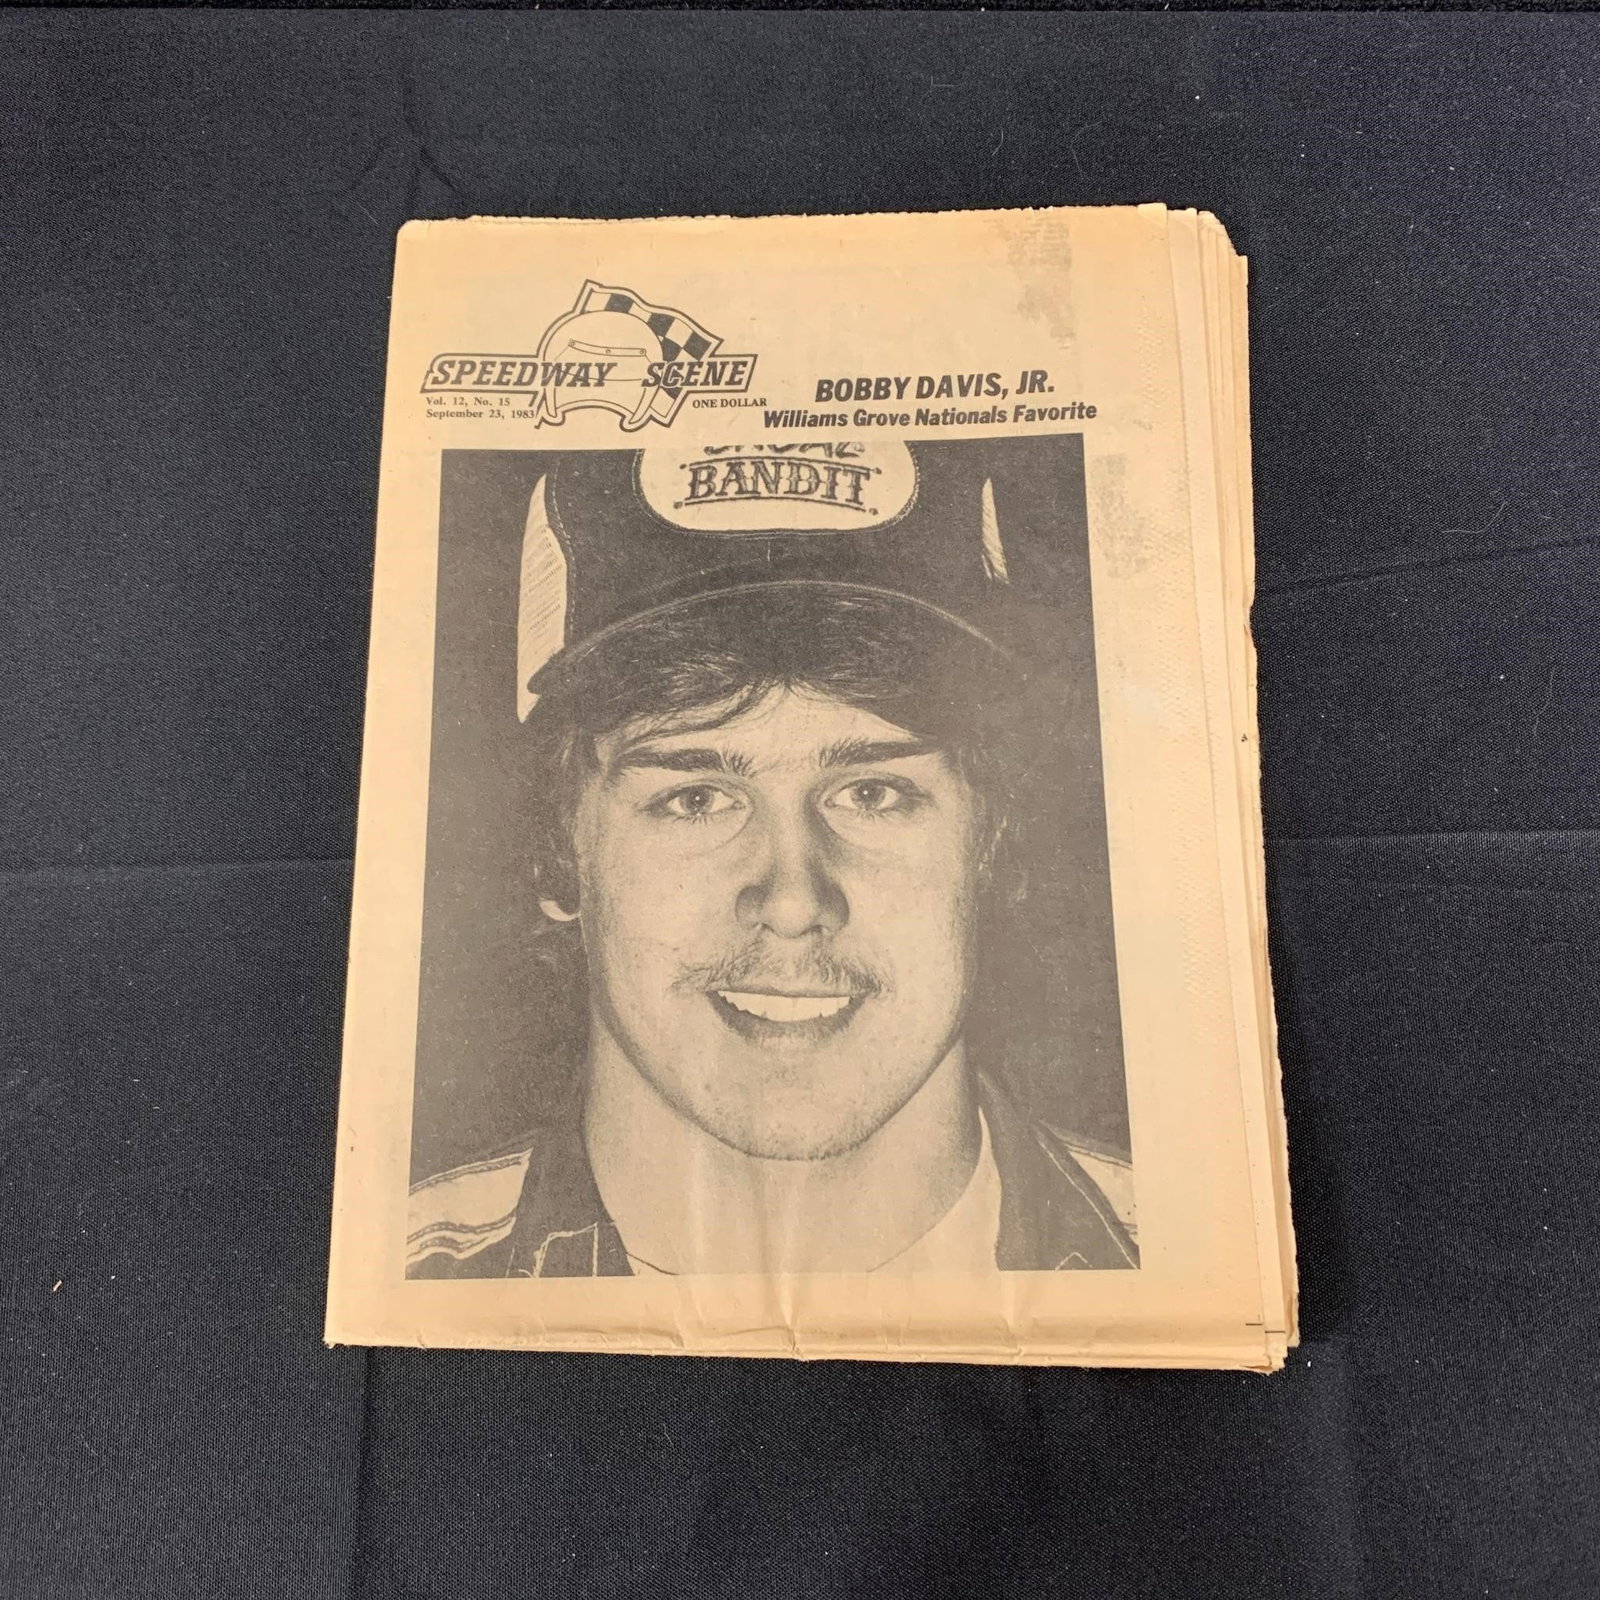 SPEEDWAY SCENE
Vol. 12, No. 15
September 23, 1983
ONE DOLLAR
BOBBY DAVIS, JR.
Williams Grove Nationals Favorite
BANDIT